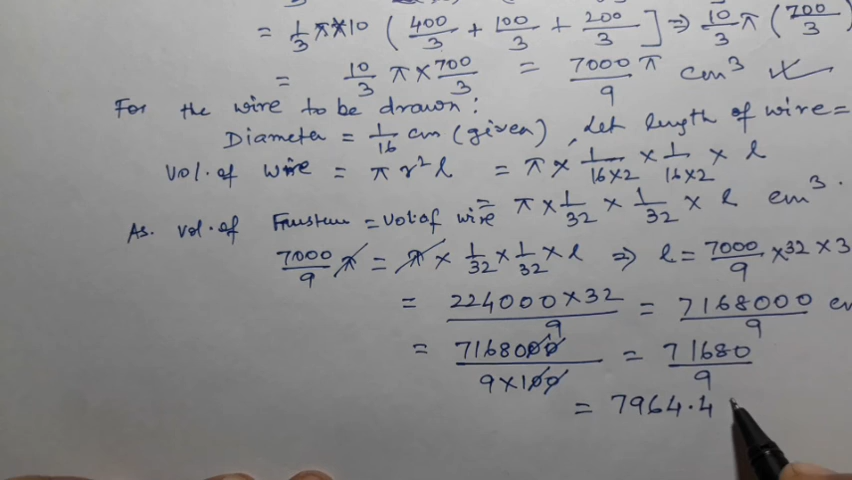 = 1/3 π × 10 ( 400/3 + 100/3 + 200/3 ] ⇒ 10/3 π ( 700/3 )
= 10/3 π × 700/3 = 7000/9 π cm³
For the wire to be drawn:
Diameter = 1/16 cm (given), Let length of wire =
Vol. of wire = π r² l = π × 1/16×2 × 1/16×2 × l
= π × 1/32 × 1/32 × l cm³.
As. Vol. of Frustum = Vol. of wire
7000/9 π = π × 1/32 × 1/32 × l ⇒ l = 7000/9 × 32 × 3
= 224000×32/9 = 7168000/9 cm
= 7168000/9×100 = 71680/9
= 7964.4